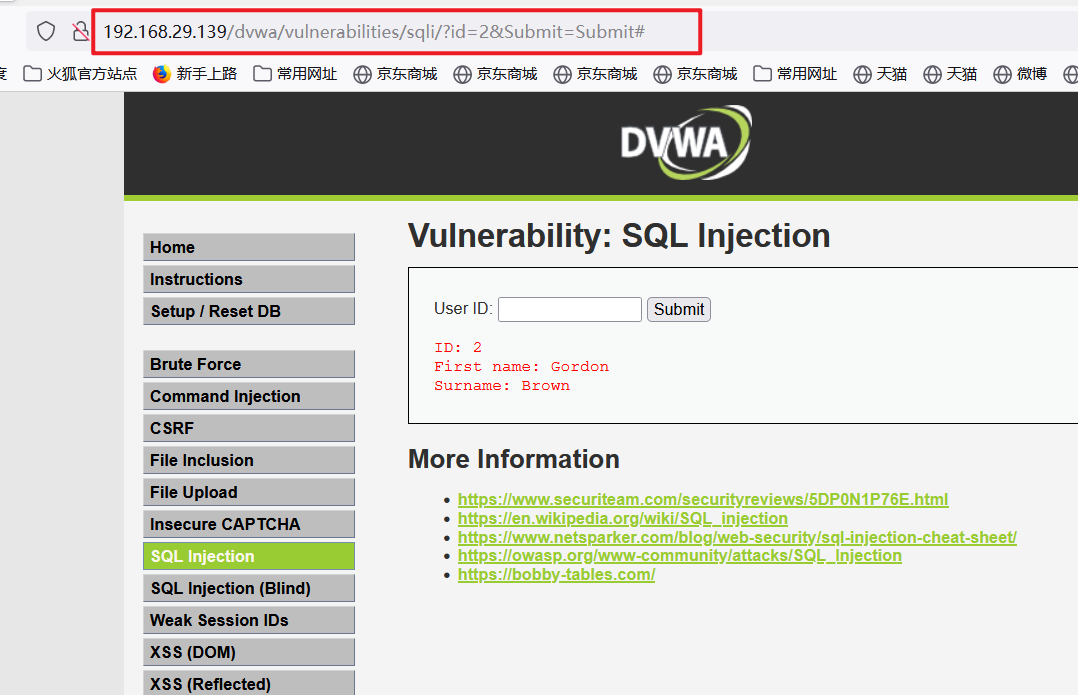 192.168.29.139/dvwa/vulnerabilities/sqli/?id=2&Submit=Submit#
火狐官方站点 新手上路 常用网址 京东商城 京东商城 京东商城 京东商城 常用网址 天猫 天猫 微博
DVWA
Vulnerability: SQL Injection
Home
Instructions
Setup / Reset DB
Brute Force
Command Injection
CSRF
File Inclusion
File Upload
Insecure CAPTCHA
SQL Injection
SQL Injection (Blind)
Weak Session IDs
XSS (DOM)
XSS (Reflected)
User ID: Submit
ID: 2
First name: Gordon
Surname: Brown
More Information
https://www.securiteam.com/securityreviews/5DP0N1P76E.html
https://en.wikipedia.org/wiki/SQL_injection
https://www.netsparker.com/blog/web-security/sql-injection-cheat-sheet/
https://owasp.org/www-community/attacks/SQL_Injection
https://bobby-tables.com/